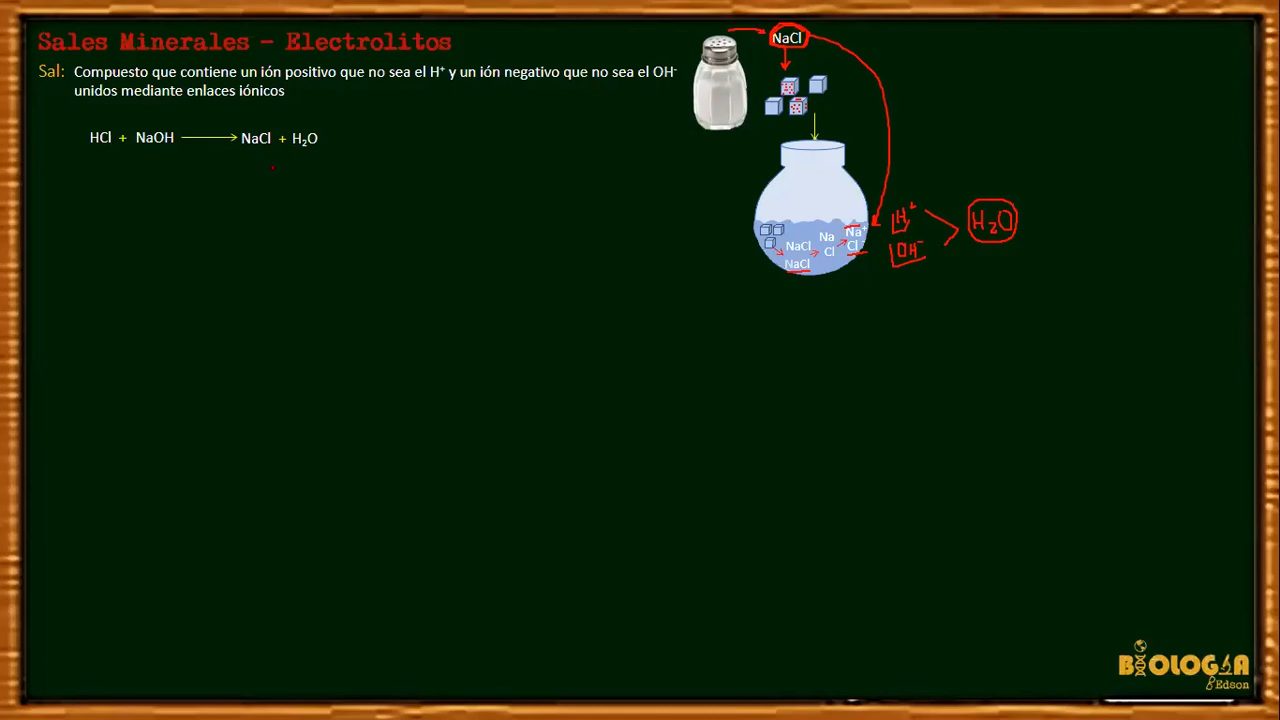 Sales Minerales - Electrolitos
Sal: Compuesto que contiene un ión positivo que no sea el H⁺ y un ión negativo que no sea el OH⁻
unidos mediante enlaces iónicos
HCl + NaOH ⟶ NaCl + H₂O
NaCl
Na
Cl
Na⁺
Cl⁻
NaCl
NaCl
H⁺
OH⁻
H₂O
BIOLOGIA
Edson